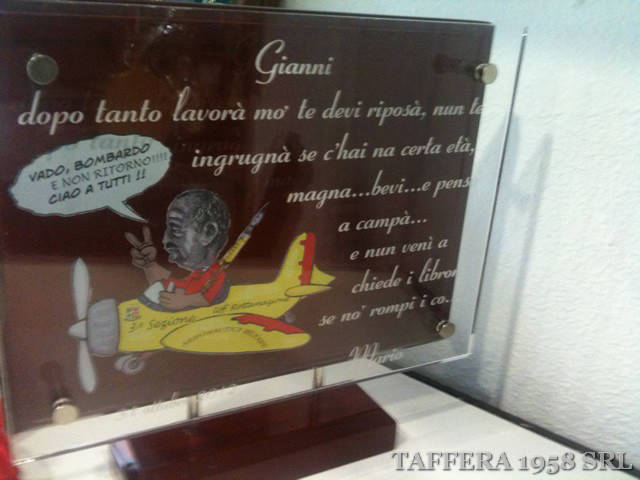 Gianni
dopo tanto lavorà mo' te devi riposà, nun te
ingrugnà se c'hai na certa età,
magna...bevi...e pens
a campà...
e nun venì a
chiede i libron
se no' rompi i co..
Mario
VADO, BOMBARDO
E NON RITORNO!!!!
CIAO A TUTTI !!
3ª Sezione
TAFFERA 1958 SRL